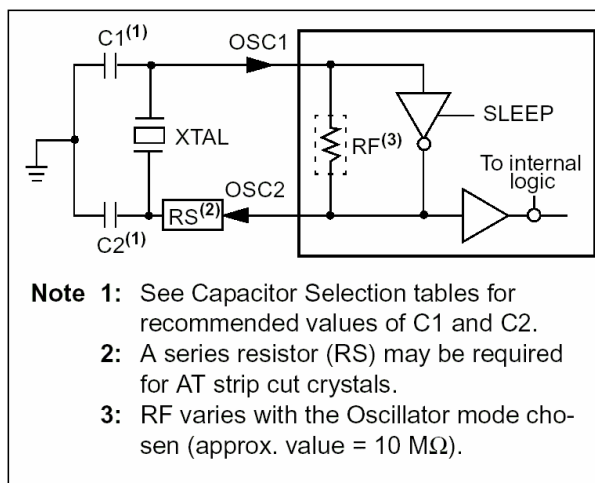 C1(1)
OSC1
SLEEP
XTAL
RF(3)
To internal
logic
OSC2
RS(2)
C2(1)
Note 1: See Capacitor Selection tables for
recommended values of C1 and C2.
2: A series resistor (RS) may be required
for AT strip cut crystals.
3: RF varies with the Oscillator mode cho-
sen (approx. value = 10 MΩ).